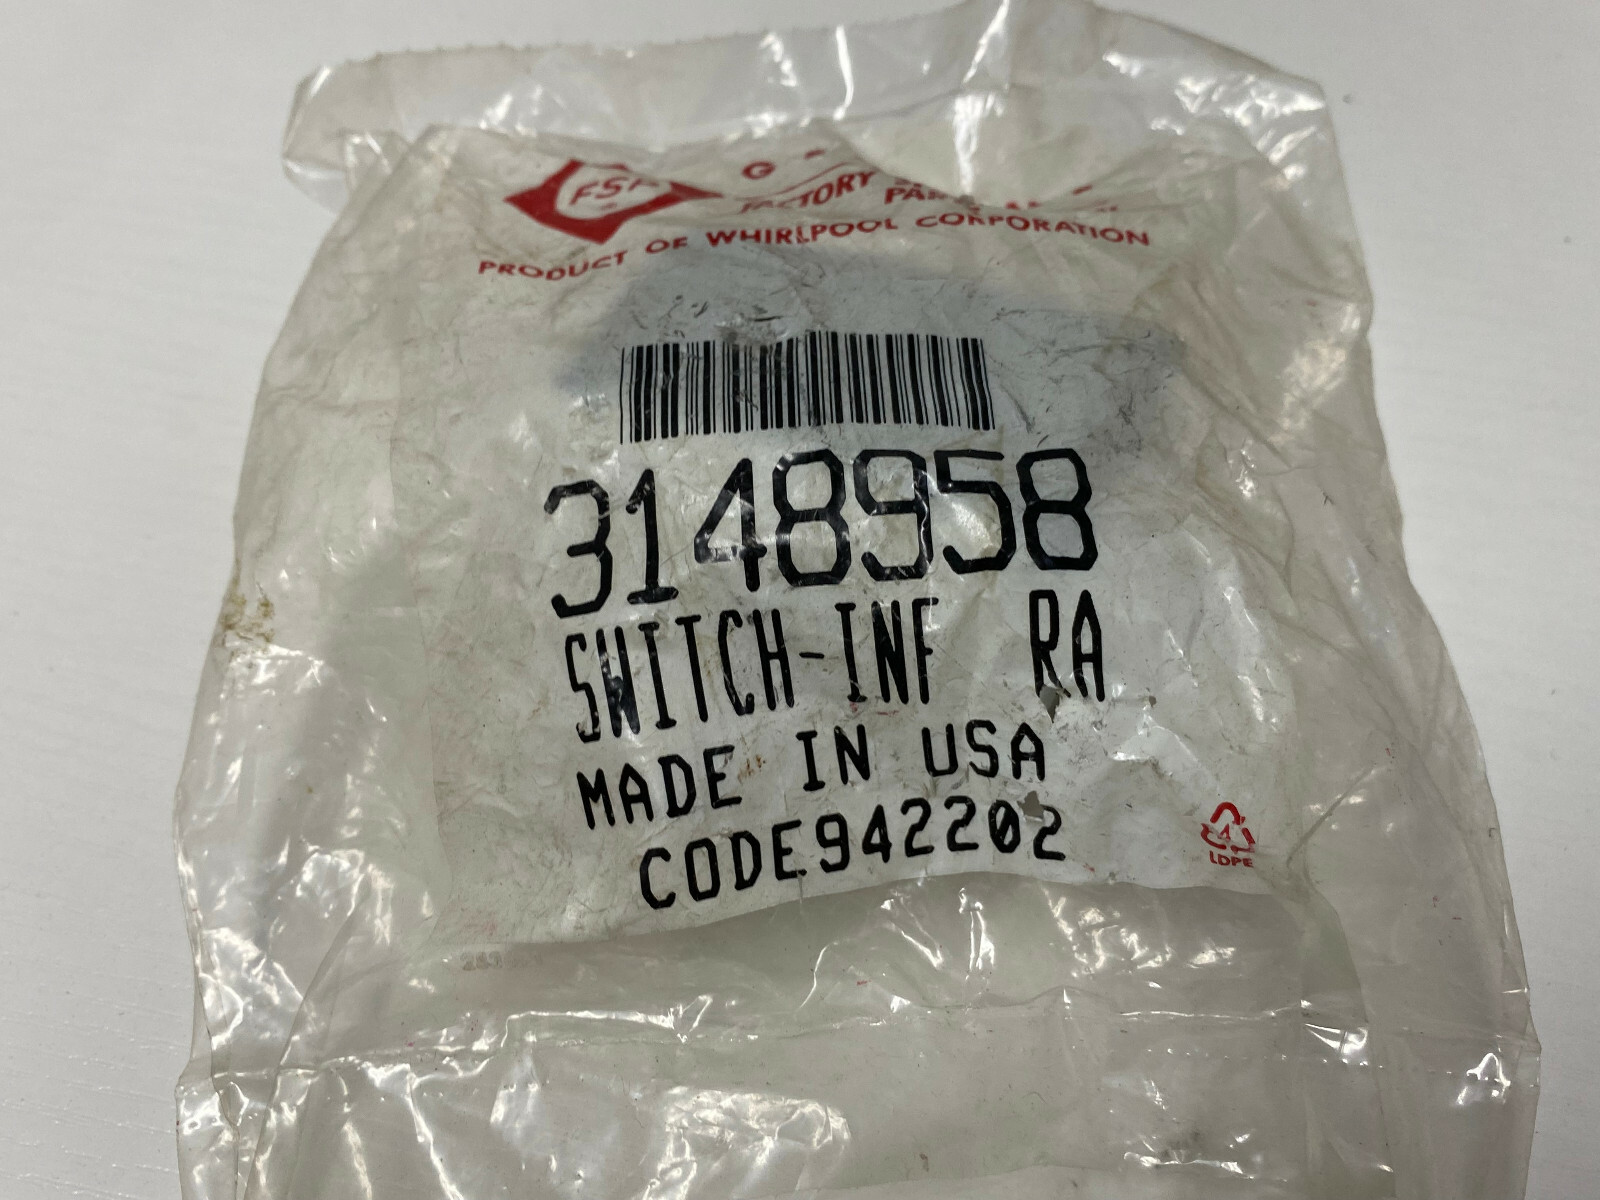 FSP
FACTORY
PRODUCT OF WHIRLPOOL CORPORATION
3148958
SWITCH-INF RA
MADE IN USA
CODE942202
4
LDPE